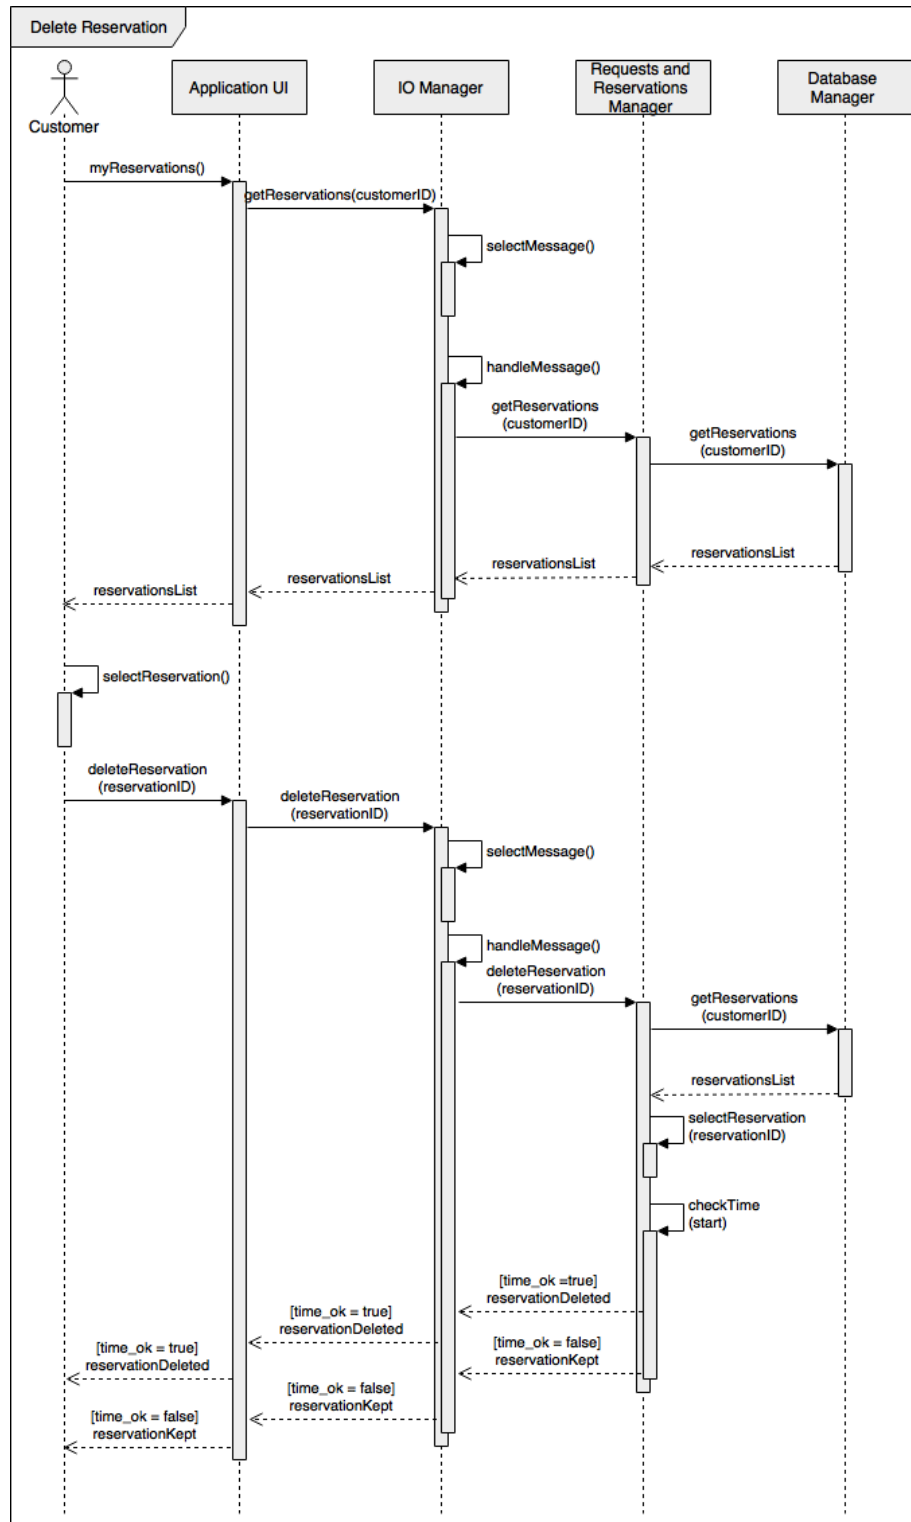 Delete Reservation
Customer
Application UI
IO Manager
Requests and
Reservations
Manager
Database
Manager
myReservations()
getReservations(customerID)
selectMessage()
handleMessage()
getReservations
(customerID)
getReservations
(customerID)
reservationsList
reservationsList
reservationsList
reservationsList
selectReservation()
deleteReservation
(reservationID)
deleteReservation
(reservationID)
selectMessage()
handleMessage()
deleteReservation
(reservationID)
getReservations
(customerID)
reservationsList
selectReservation
(reservationID)
checkTime
(start)
[time_ok =true]
reservationDeleted
[time_ok = true]
reservationDeleted
[time_ok = true]
reservationDeleted
[time_ok = false]
reservationKept
[time_ok = false]
reservationKept
[time_ok = false]
reservationKept